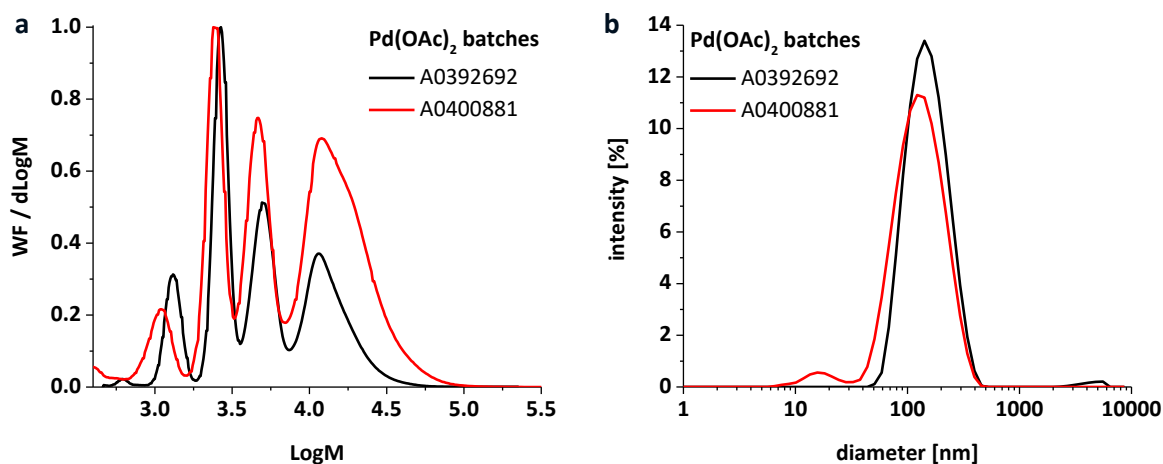 a
Pd(OAc)2 batches
A0392692
A0400881
1.0
0.8
0.6
0.4
0.2
0.0
WF / dLogM
3.0 3.5 4.0 4.5 5.0 5.5
LogM
b
Pd(OAc)2 batches
A0392692
A0400881
14
12
10
8
6
4
2
0
intensity [%]
1 10 100 1000 10000
diameter [nm]